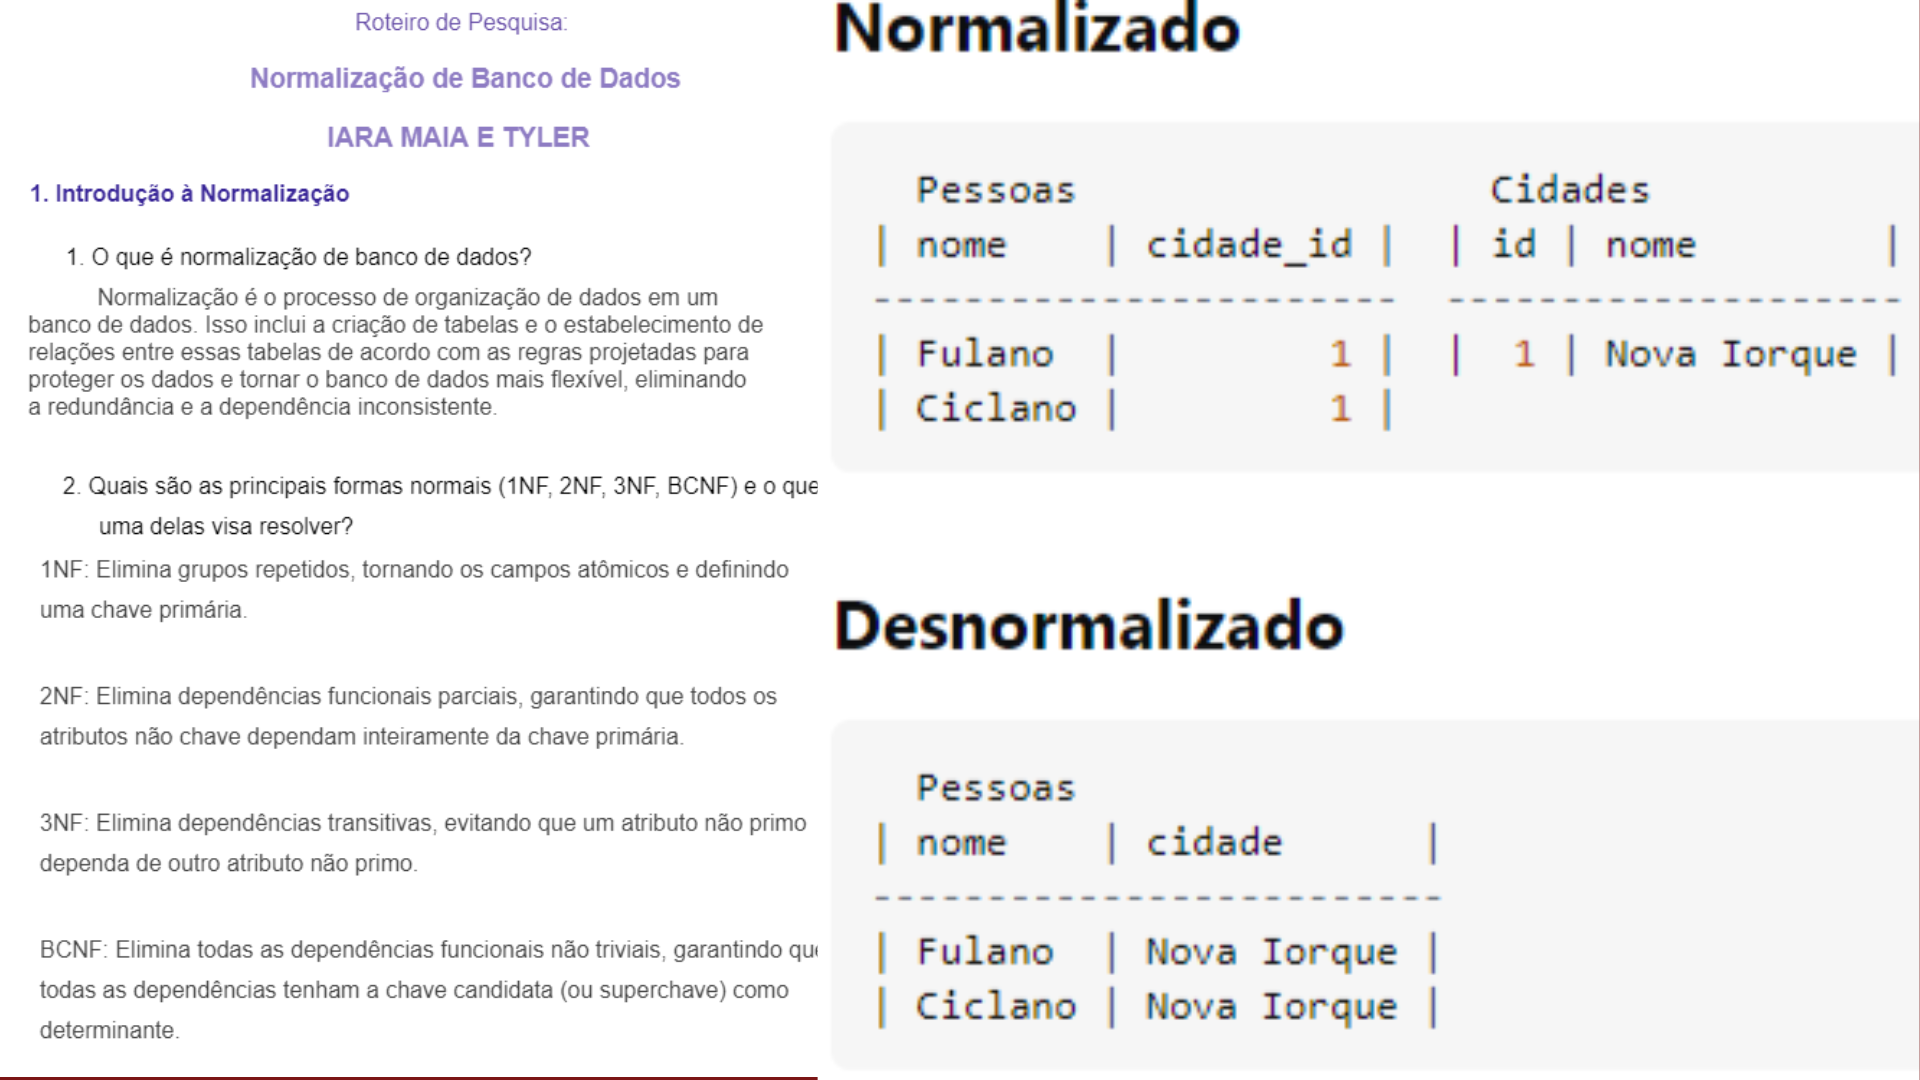 Roteiro de Pesquisa:
Normalização de Banco de Dados
IARA MAIA E TYLER
1. Introdução à Normalização
1. O que é normalização de banco de dados?
Normalização é o processo de organização de dados em um
banco de dados. Isso inclui a criação de tabelas e o estabelecimento de
relações entre essas tabelas de acordo com as regras projetadas para
proteger os dados e tornar o banco de dados mais flexível, eliminando
a redundância e a dependência inconsistente.
2. Quais são as principais formas normais (1NF, 2NF, 3NF, BCNF) e o que
uma delas visa resolver?
1NF: Elimina grupos repetidos, tornando os campos atômicos e definindo
uma chave primária.
2NF: Elimina dependências funcionais parciais, garantindo que todos os
atributos não chave dependam inteiramente da chave primária.
3NF: Elimina dependências transitivas, evitando que um atributo não primo
dependa de outro atributo não primo.
BCNF: Elimina todas as dependências funcionais não triviais, garantindo que
todas as dependências tenham a chave candidata (ou superchave) como
determinante.
Normalizado
Pessoas Cidades
| nome | cidade_id | | id | nome |
----------------------- --------------------
| Fulano | 1 | | 1 | Nova Iorque |
| Ciclano | 1 |
Desnormalizado
Pessoas
| nome | cidade |
-------------------------
| Fulano | Nova Iorque |
| Ciclano | Nova Iorque |